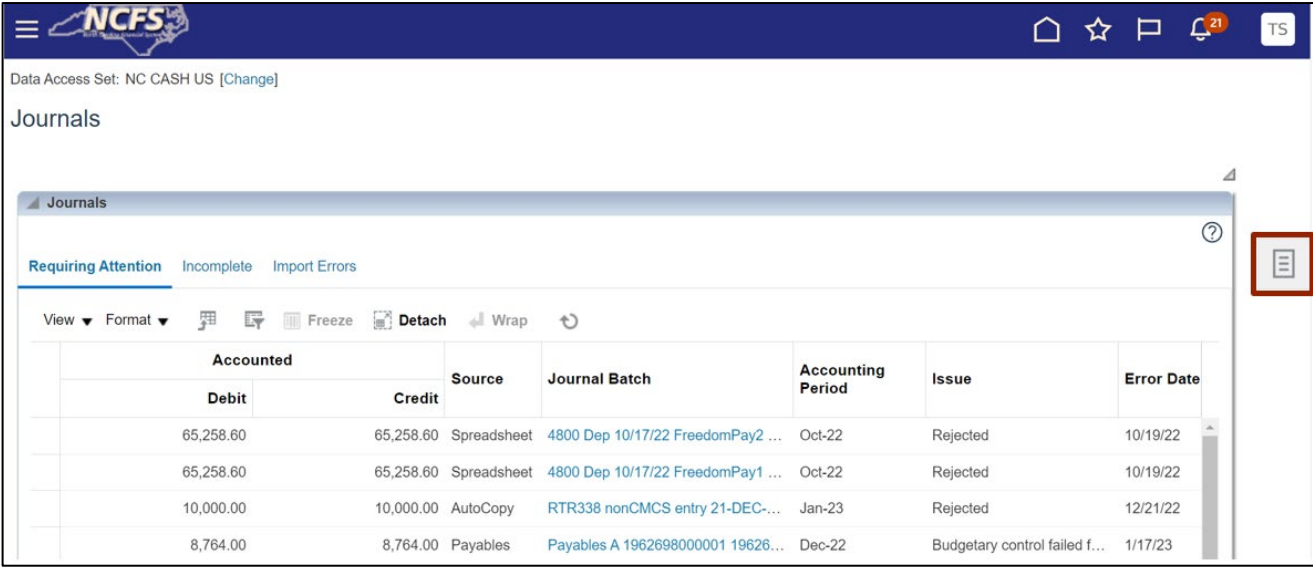 NCFS
North Carolina Financial System
21
TS
Data Access Set: NC CASH US [Change]
Journals
Journals
Requiring Attention Incomplete Import Errors
View Format Freeze Detach Wrap
Accounted Source Journal Batch Accounting Period Issue Error Date
Debit Credit
65,258.60 65,258.60 Spreadsheet 4800 Dep 10/17/22 FreedomPay2 ... Oct-22 Rejected 10/19/22
65,258.60 65,258.60 Spreadsheet 4800 Dep 10/17/22 FreedomPay1 ... Oct-22 Rejected 10/19/22
10,000.00 10,000.00 AutoCopy RTR338 nonCMCS entry 21-DEC-... Jan-23 Rejected 12/21/22
8,764.00 8,764.00 Payables Payables A 1962698000001 19626... Dec-22 Budgetary control failed f... 1/17/23